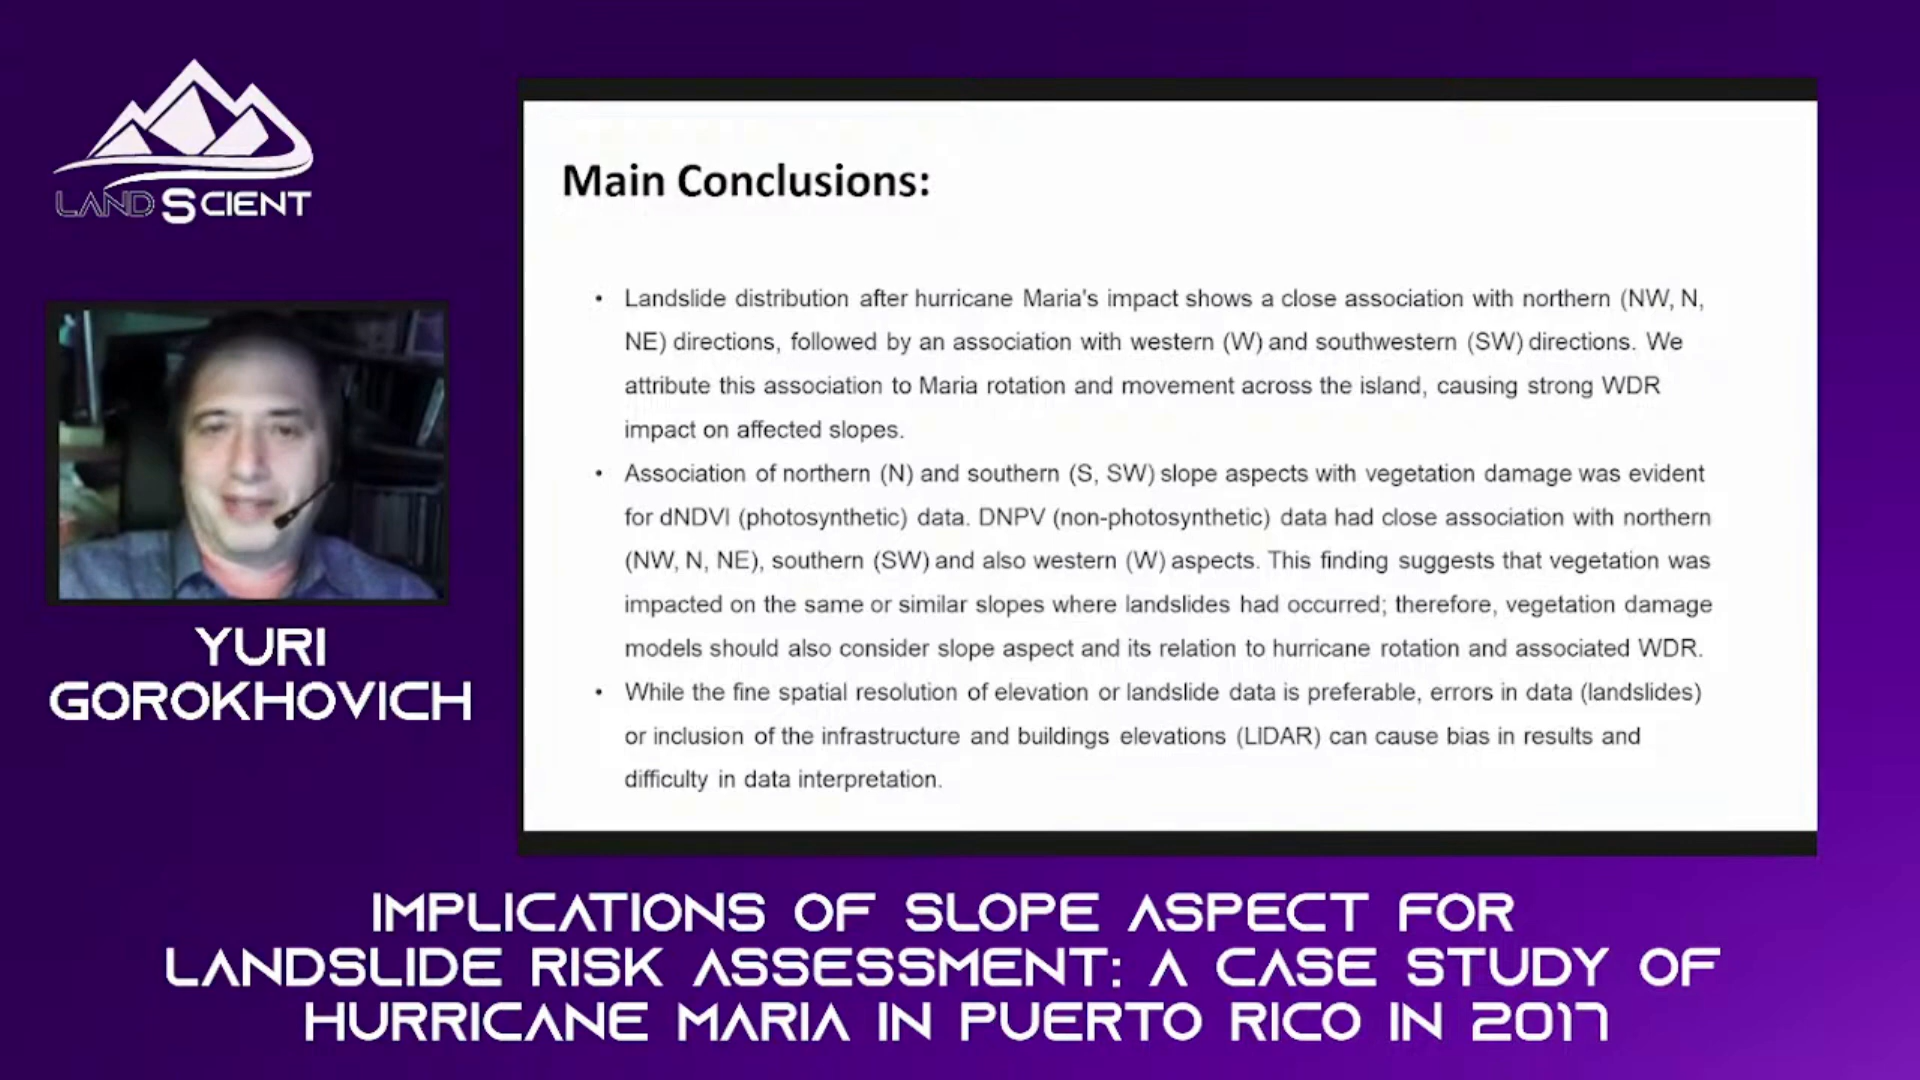 LANDSCIENT
Main Conclusions:
• Landslide distribution after hurricane Maria's impact shows a close association with northern (NW, N,
NE) directions, followed by an association with western (W) and southwestern (SW) directions. We
attribute this association to Maria rotation and movement across the island, causing strong WDR
impact on affected slopes.
• Association of northern (N) and southern (S, SW) slope aspects with vegetation damage was evident
for dNDVI (photosynthetic) data. DNPV (non-photosynthetic) data had close association with northern
(NW, N, NE), southern (SW) and also western (W) aspects. This finding suggests that vegetation was
impacted on the same or similar slopes where landslides had occurred; therefore, vegetation damage
models should also consider slope aspect and its relation to hurricane rotation and associated WDR.
• While the fine spatial resolution of elevation or landslide data is preferable, errors in data (landslides)
or inclusion of the infrastructure and buildings elevations (LIDAR) can cause bias in results and
difficulty in data interpretation.
YURI
GOROKHOVICH
IMPLICATIONS OF SLOPE ASPECT FOR
LANDSLIDE RISK ASSESSMENT: A CASE STUDY OF
HURRICANE MARIA IN PUERTO RICO IN 2017